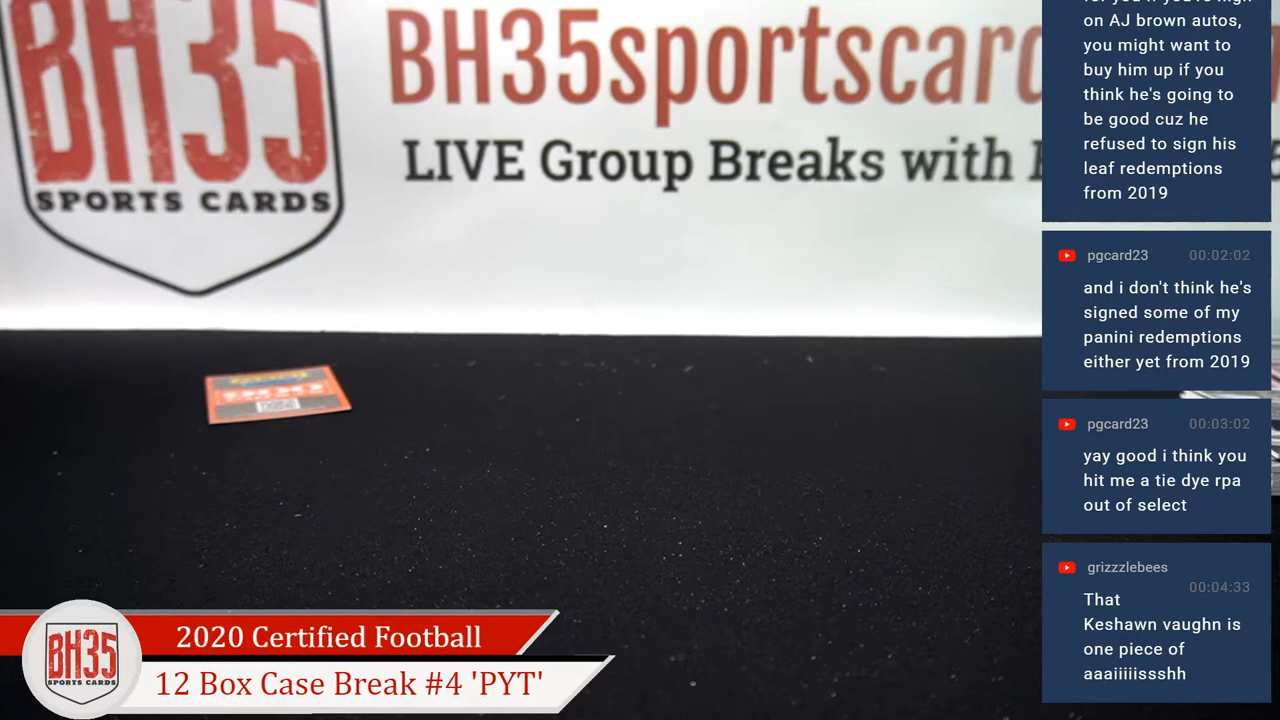 BH35
SPORTS CARDS
BH35sportscard
LIVE Group Breaks with
on AJ brown autos,
you might want to
buy him up if you
think he's going to
be good cuz he
refused to sign his
leaf redemptions
from 2019
pgcard23 00:02:02
and i don't think he's
signed some of my
panini redemptions
either yet from 2019
pgcard23 00:03:02
yay good i think you
hit me a tie dye rpa
out of select
grizzzlebees
00:04:33
That
Keshawn vaughn is
one piece of
aaaiiiiissshh
BH35
SPORTS CARDS
2020 Certified Football
12 Box Case Break #4 'PYT'